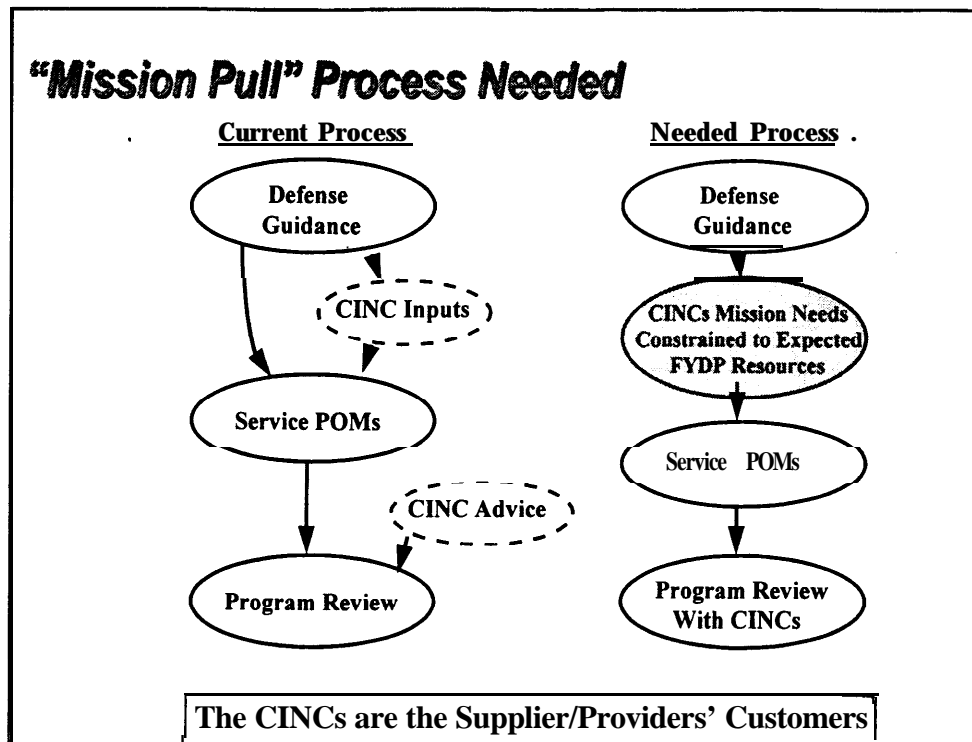 “Mission Pull” Process Needed
Current Process
Defense
Guidance
CINC Inputs
Service POMs
CINC Advice
Program Review
Needed Process
Defense
Guidance
CINCs Mission Needs
Constrained to Expected
FYDP Resources
Service POMs
Program Review
With CINCs
The CINCs are the Supplier/Providers’ Customers